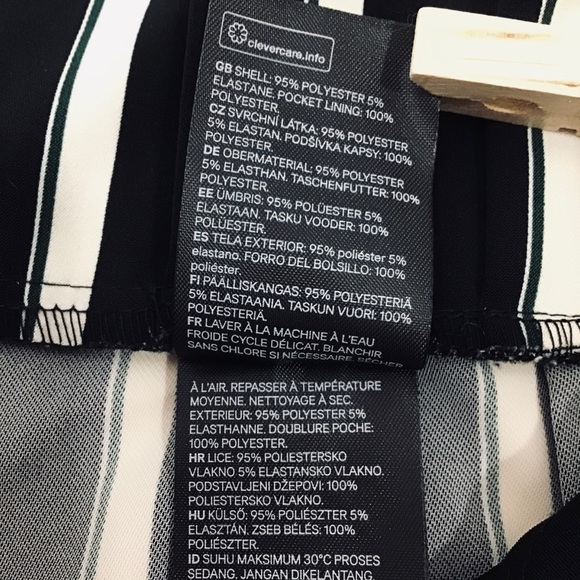 clevercare.info
GB SHELL: 95% POLYESTER 5%
ELASTANE. POCKET LINING: 100%
POLYESTER.
CZ SVRCHNÍ LÁTKA: 95% POLYESTER
5% ELASTAN. PODŠÍVKA KAPSY: 100%
POLYESTER.
DE OBERMATERIAL: 95% POLYESTER
5% ELASTHAN. TASCHENFUTTER: 100%
POLYESTER.
EE ÜMBRIS: 95% POLÜESTER 5%
ELASTAAN. TASKU VOODER: 100%
POLÜESTER.
ES TELA EXTERIOR: 95% poliéster 5%
elastano. FORRO DEL BOLSILLO: 100%
poliéster.
FI PÄÄLLISKANGAS: 95% POLYESTERIÄ
5% ELASTAANIA. TASKUN VUORI: 100%
POLYESTERIÄ.
FR LAVER À LA MACHINE À L'EAU
FROIDE CYCLE DÉLICAT. BLANCHIR
SANS CHLORE SI NÉCESSAIRE. SÉCHER
À L'AIR. REPASSER À TEMPÉRATURE
MOYENNE. NETTOYAGE À SEC.
EXTERIEUR: 95% POLYESTER 5%
ELASTHANNE. DOUBLURE POCHE:
100% POLYESTER.
HR LICE: 95% POLIESTERSKO
VLAKNO 5% ELASTANSKO VLAKNO.
PODSTAVLJENI DŽEPOVI: 100%
POLIESTERSKO VLAKNO.
HU KÜLSŐ: 95% POLIÉSZTER 5%
ELASZTÁN. ZSEB BÉLÉS: 100%
POLIÉSZTER.
ID SUHU MAKSIMUM 30°C PROSES
SEDANG. JANGAN DIKELANTANG.